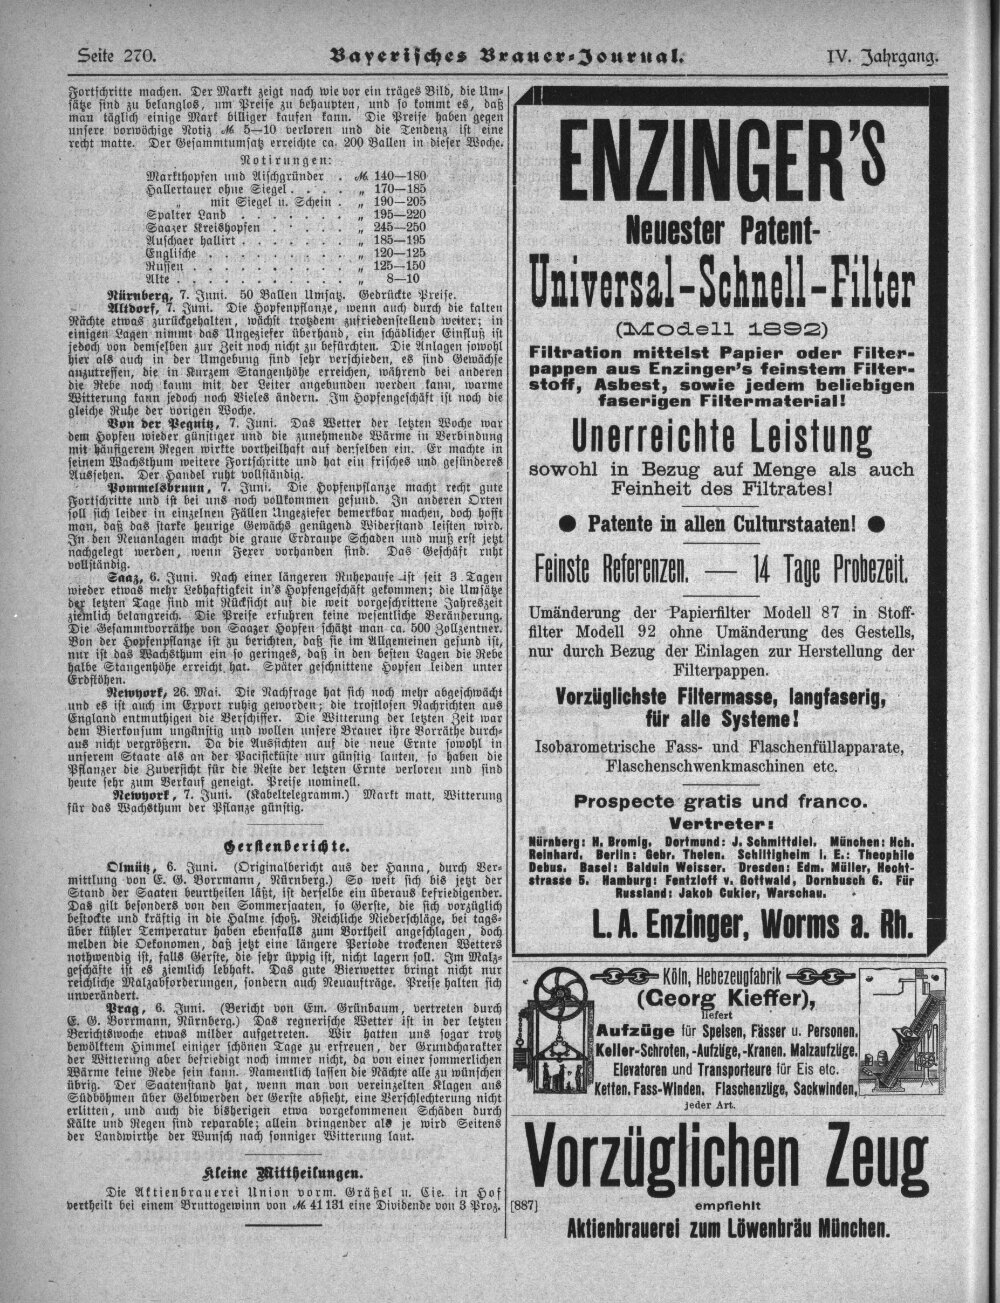 Seite 270.
Bayerisches Brauer-Journal.
IV. Jahrgang.
Fortschritte machen. Der Markt zeigt nach wie vor ein träges Bild, die Um-
sätze sind zu belanglos, um Preise zu behaupten, und so kommt es, daß
man täglich einige Mark billiger kaufen kann. Die Preise haben gegen
unsere vorwöchige Notiz ℳ 5—10 verloren und die Tendenz ist eine
recht matte. Der Gesammtumsatz erreichte ca. 200 Ballen in dieser Woche.
Notirungen:
Markthopfen und Aischgründer . ℳ 140—180
Hallertauer ohne Siegel . . . . „ 170—185
„ mit Siegel u. Schein . „ 190—205
Spalter Land . . . . . . . „ 195—220
Saazer Kreishopfen . . . . . „ 245—250
Auschaer hallirt . . . . . . . „ 185—195
Englische . . . . . . . . . „ 120—125
Russen . . . . . . . . . . „ 125—150
Alte . . . . . . . . . . . „ 8—10
Nürnberg, 7. Juni. 50 Ballen Umsatz. Gedrückte Preise.
Altdorf, 7. Juni. Die Hopfenpflanze, wenn auch durch die kalten
Nächte etwas zurückgehalten, wächst trotzdem zufriedenstellend weiter; in
einigen Lagen nimmt das Ungeziefer überhand, ein schädlicher Einfluß ist
jedoch von demselben zur Zeit noch nicht zu befürchten. Die Anlagen sowohl
hier als auch in der Umgebung sind sehr verschieden, es sind Gewächse
anzutreffen, die in Kurzem Stangenhöhe erreichen, während bei anderen
die Rebe noch kaum mit der Leiter angebunden werden kann, warme
Witterung kann jedoch noch Vieles ändern. Im Hopfengeschäft ist noch die
gleiche Ruhe der vorigen Woche.
Von der Pegnitz, 7. Juni. Das Wetter der letzten Woche war
dem Hopfen wieder günstiger und die zunehmende Wärme in Verbindung
mit häufigerem Regen wirkte vortheilhaft auf denselben ein. Er machte in
seinem Wachsthum weitere Fortschritte und hat ein frisches und gesünderes
Aussehen. Der Handel ruht vollständig.
Pommelsbrunn, 7. Juni. Die Hopfenpflanze macht recht gute
Fortschritte und ist bei uns noch vollkommen gesund. In anderen Orten
soll sich leider in einzelnen Fällen Ungeziefer bemerkbar machen, doch hofft
man, daß das starke heurige Gewächs genügend Widerstand leisten wird.
In den Neuanlagen macht die graue Erdraupe Schaden und muß erst jetzt
nachgelegt werden, wenn Fexer vorhanden sind. Das Geschäft ruht
vollständig.
Saaz, 6. Juni. Nach einer längeren Ruhepause ist seit 3 Tagen
wieder etwas mehr Lebhaftigkeit in's Hopfengeschäft gekommen; die Umsätze
der letzten Tage sind mit Rücksicht auf die weit vorgeschrittene Jahreszeit
ziemlich belangreich. Die Preise erfuhren keine wesentliche Veränderung.
Die Gesammtvorräthe von Saazer Hopfen schätzt man ca. 500 Zollzentner.
Von der Hopfenpflanze ist zu berichten, daß sie im Allgemeinen gesund ist,
nur ist das Wachsthum ein so geringes, daß in den besten Lagen die Rebe
halbe Stangenhöhe erreicht hat. Später geschnittene Hopfen leiden unter
Erdflöhen.
Newyork, 26. Mai. Die Nachfrage hat sich noch mehr abgeschwächt
und es ist auch im Export ruhig geworden; die trostlosen Nachrichten aus
England entmuthigen die Verschiffer. Die Witterung der letzten Zeit war
dem Bierkonsum ungünstig und wollen unsere Brauer ihre Vorräthe durch-
aus nicht vergrößern. Da die Aussichten auf die neue Ernte sowohl in
unserem Staate als an der Pacificküste nur günstig lauten, so haben die
Pflanzer die Zuversicht für die Reste der letzten Ernte verloren und sind
heute sehr zum Verkauf geneigt. Preise nominell.
Newyork, 7. Juni. (Kabeltelegramm.) Markt matt, Witterung
für das Wachsthum der Pflanze günstig.
Gerstenberichte.
Olmütz, 6. Juni. (Originalbericht aus der Hanna, durch Ver-
mittlung von E. G. Borrmann, Nürnberg.) So weit sich bis jetzt der
Stand der Saaten beurtheilen läßt, ist derselbe ein überaus befriedigender.
Das gilt besonders von den Sommersaaten, so Gerste, die sich vorzüglich
bestockte und kräftig in die Halme schoß. Reichliche Niederschläge, bei tags-
über kühler Temperatur haben ebenfalls zum Vortheil angeschlagen, doch
melden die Oekonomen, daß jetzt eine längere Periode trockenen Wetters
nothwendig ist, falls Gerste, die sehr üppig ist, nicht lagern soll. Im Malz-
geschäfte ist es ziemlich lebhaft. Das gute Bierwetter bringt nicht nur
reichliche Malzabforderungen, sondern auch Neuaufträge. Preise halten sich
unverändert.
Prag, 6. Juni. (Bericht von Em. Grünbaum, vertreten durch
E. G. Borrmann, Nürnberg.) Das regnerische Wetter ist in der letzten
Berichtswoche etwas milder aufgetreten. Wir hatten uns sogar trotz
bewölktem Himmel einiger schönen Tage zu erfreuen, der Grundcharakter
der Witterung aber befriedigt noch immer nicht, da von einer sommerlichen
Wärme keine Rede sein kann. Namentlich lassen die Nächte alle zu wünschen
übrig. Der Saatenstand hat, wenn man von vereinzelten Klagen aus
Südböhmen über Gelbwerden der Gerste absieht, eine Verschlechterung nicht
erlitten, und auch die bisherigen etwa vorgekommenen Schäden durch
Kälte und Regen sind reparable; allein dringender als je wird Seitens
der Landwirthe der Wunsch nach sonniger Witterung laut.
Kleine Mittheilungen.
Die Aktienbrauerei Union vorm. Gräßel u. Cie. in Hof
vertheilt bei einem Bruttogewinn von ℳ 41 131 eine Dividende von 3 Proz.
ENZINGER'S
Neuester Patent-
Universal-Schnell-Filter
(Modell 1892)
Filtration mittelst Papier oder Filter-
pappen aus Enzinger's feinstem Filter-
stoff, Asbest, sowie jedem beliebigen
faserigen Filtermaterial!
Unerreichte Leistung
sowohl in Bezug auf Menge als auch
Feinheit des Filtrates!
● Patente in allen Culturstaaten! ●
Feinste Referenzen. — 14 Tage Probezeit.
Umänderung der Papierfilter Modell 87 in Stoff-
filter Modell 92 ohne Umänderung des Gestells,
nur durch Bezug der Einlagen zur Herstellung der
Filterpappen.
Vorzüglichste Filtermasse, langfaserig,
für alle Systeme!
Isobarometrische Fass- und Flaschenfüllapparate,
Flaschenschwenkmaschinen etc.
Prospecte gratis und franco.
Vertreter:
Nürnberg: H. Bromig, Dortmund: J. Schmittdiel. München: Hch.
Reinhard. Berlin: Gebr. Thelen. Schiltigheim i. E.: Theophile
Debus. Basel: Balduin Weisser. Dresden: Edm. Müller, Hecht-
strasse 5. Hamburg: Fentzloff v. Gottwald, Dornbusch 6. Für
Russland: Jakob Cukier, Warschau.
L. A. Enzinger, Worms a. Rh.
Köln, Hebezeugfabrik
(Georg Kieffer),
liefert
Aufzüge für Speisen, Fässer u. Personen.
Keller-Schroten, -Aufzüge, -Kranen. Malzaufzüge.
Elevatoren und Transporteure für Eis etc.
Ketten, Fass-Winden, Flaschenzüge, Sackwinden,
jeder Art.
Vorzüglichen Zeug
[887] empfiehlt
Aktienbrauerei zum Löwenbräu München.